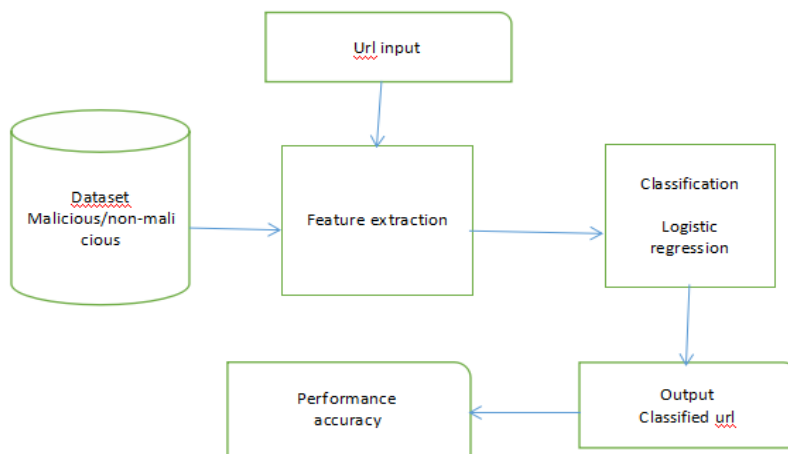 Url input
Dataset
Malicious/non-mali
cious
Feature extraction
Classification
Logistic
regression
Performance
accuracy
Output
Classified url